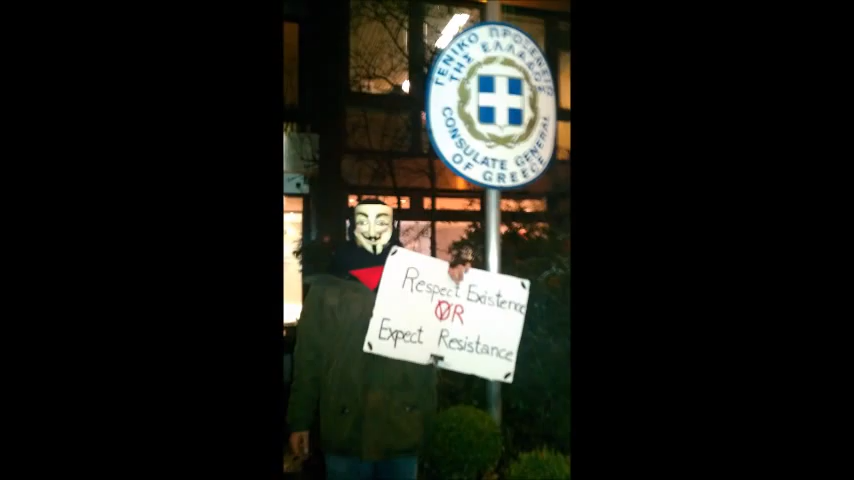 ΓΕΝΙΚΟ ΠΡΟΞΕΝΕΙΟ
ΤΗΣ ΕΛΛΑΔΟΣ
CONSULATE GENERAL
OF GREECE
Respect Existence
OR
Expect Resistance